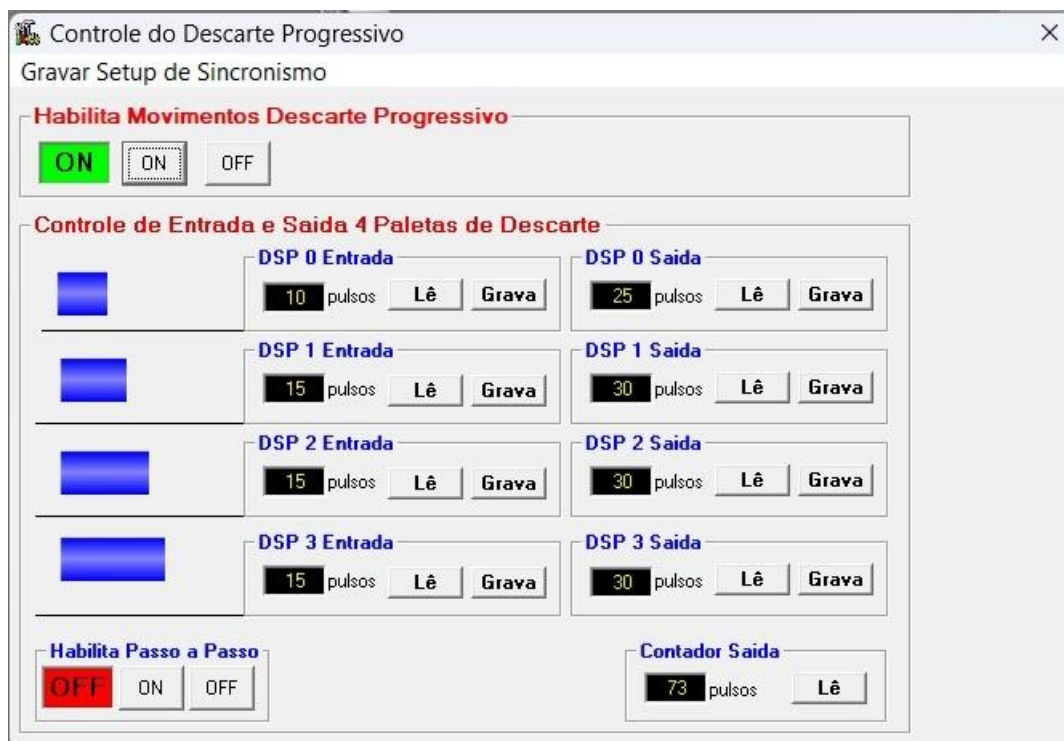 Controle do Descarte Progressivo
Gravar Setup de Sincronismo
Habilita Movimentos Descarte Progressivo
ON ON OFF
Controle de Entrada e Saida 4 Paletas de Descarte
DSP 0 Entrada DSP 0 Saida
10 pulsos Lê Grava 25 pulsos Lê Grava
DSP 1 Entrada DSP 1 Saida
15 pulsos Lê Grava 30 pulsos Lê Grava
DSP 2 Entrada DSP 2 Saida
15 pulsos Lê Grava 30 pulsos Lê Grava
DSP 3 Entrada DSP 3 Saida
15 pulsos Lê Grava 30 pulsos Lê Grava
Habilita Passo a Passo Contador Saida
OFF ON OFF 73 pulsos Lê